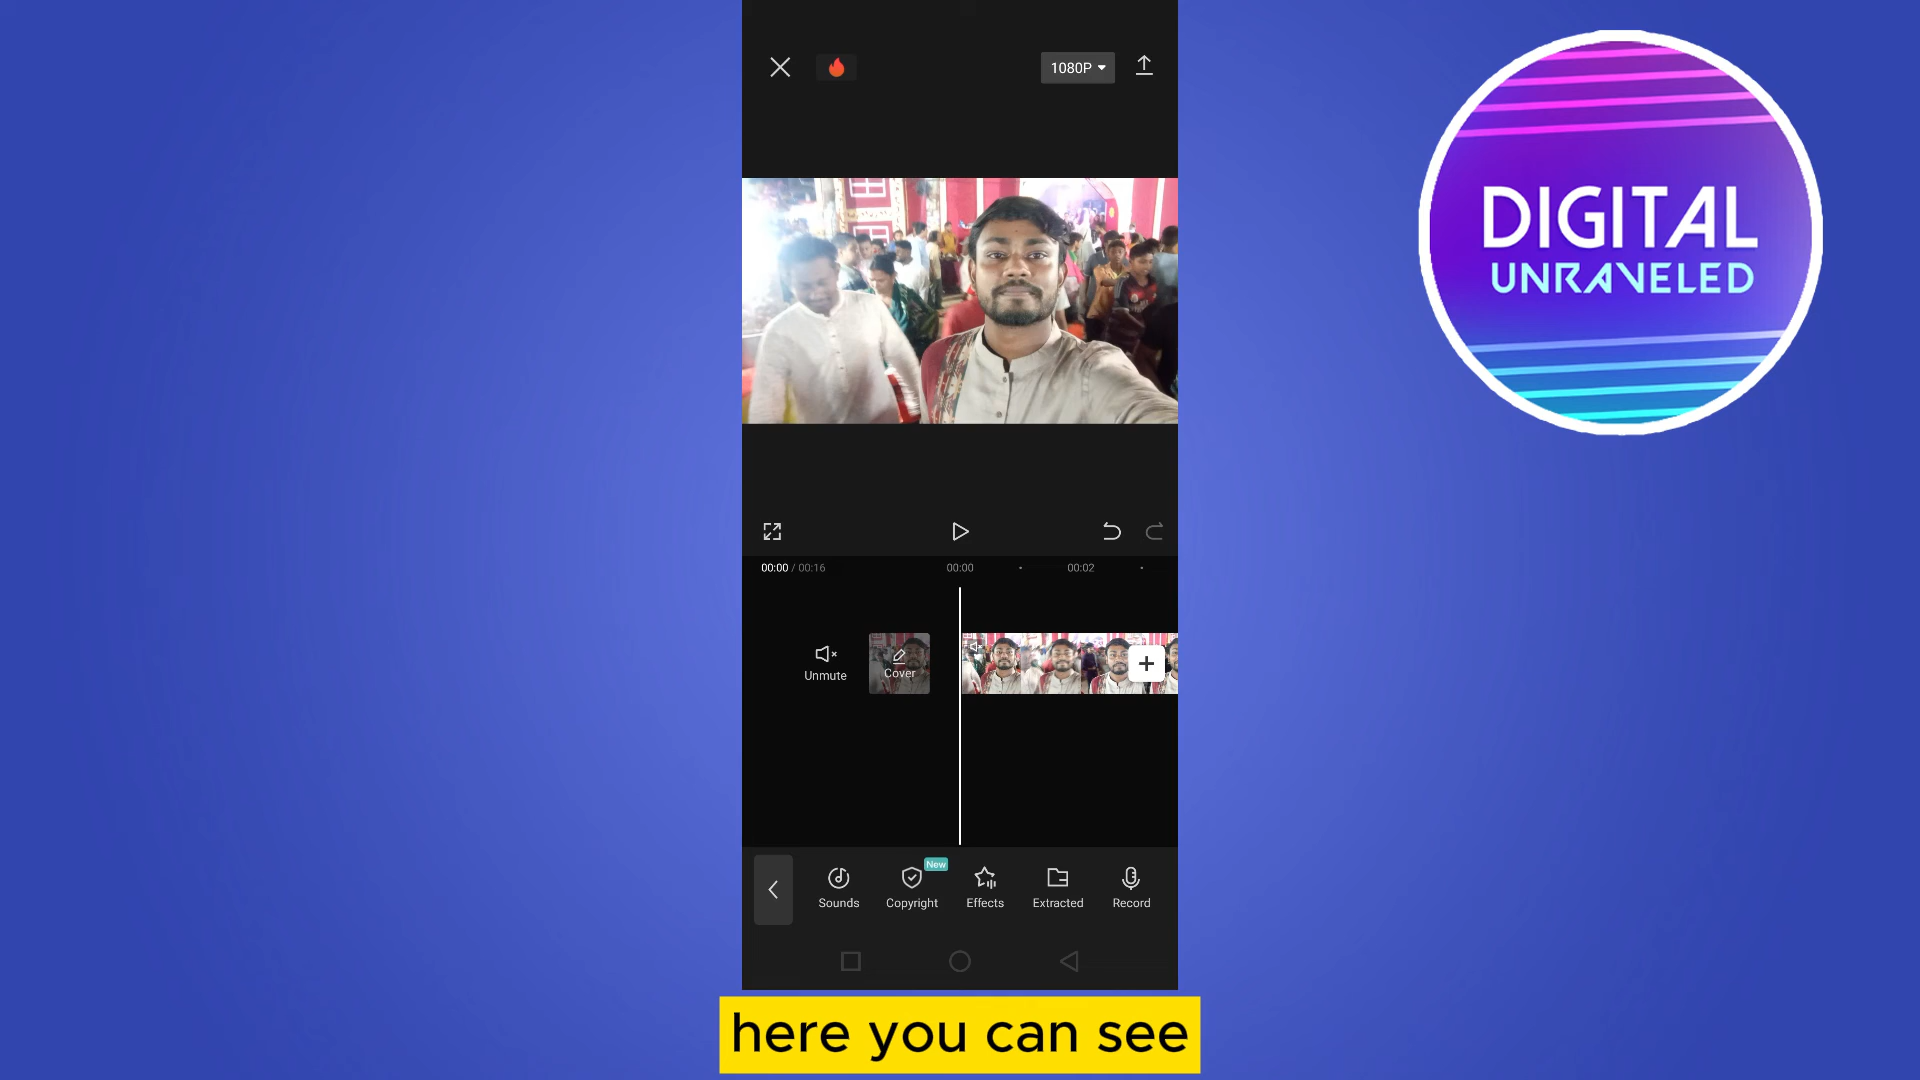 1080P
DIGITAL
UNRAVELED
00:00 / 00:16
00:00
00:02
Unmute
Cover
New
Sounds
Copyright
Effects
Extracted
Record
here you can see